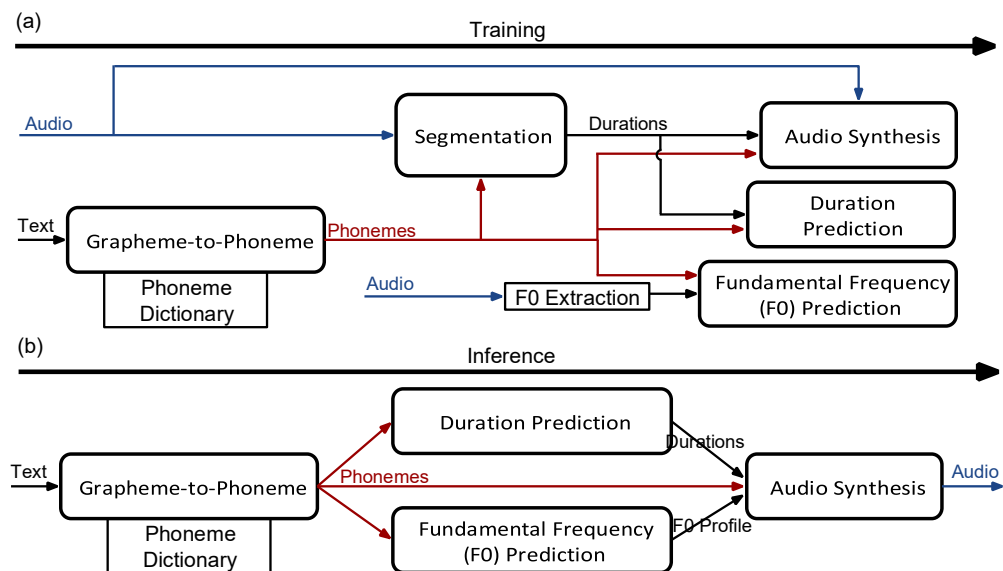 (a)
Training
Audio
Segmentation
Durations
Audio Synthesis
Text
Grapheme-to-Phoneme
Phonemes
Duration
Prediction
Phoneme
Dictionary
Audio
F0 Extraction
Fundamental Frequency
(F0) Prediction
(b)
Inference
Duration Prediction
Durations
Text
Grapheme-to-Phoneme
Phonemes
Audio Synthesis
Audio
Phoneme
Dictionary
Fundamental Frequency
(F0) Prediction
F0 Profile